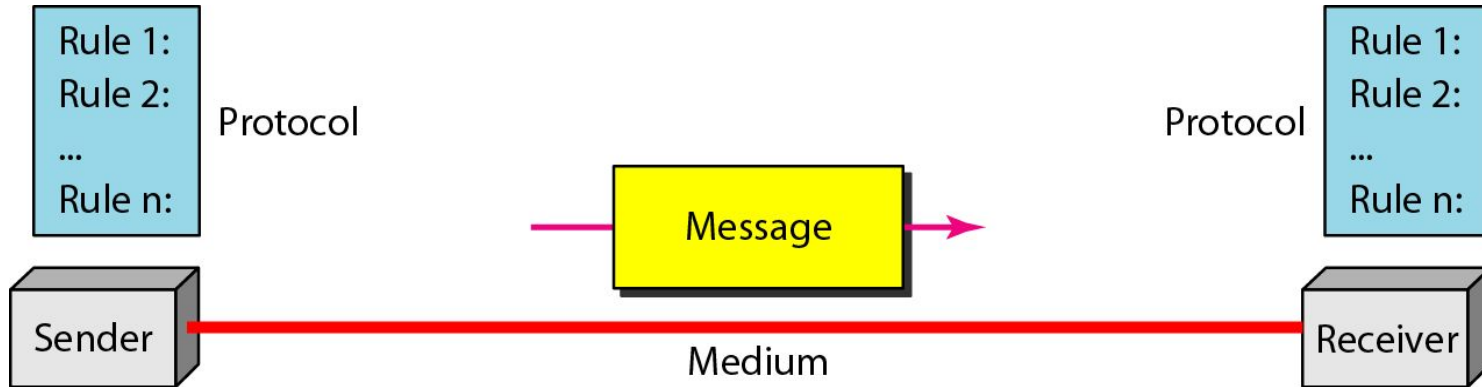 Rule 1:
Rule 2:
...
Rule n:
Protocol
Message
Protocol
Rule 1:
Rule 2:
...
Rule n:
Sender
Medium
Receiver